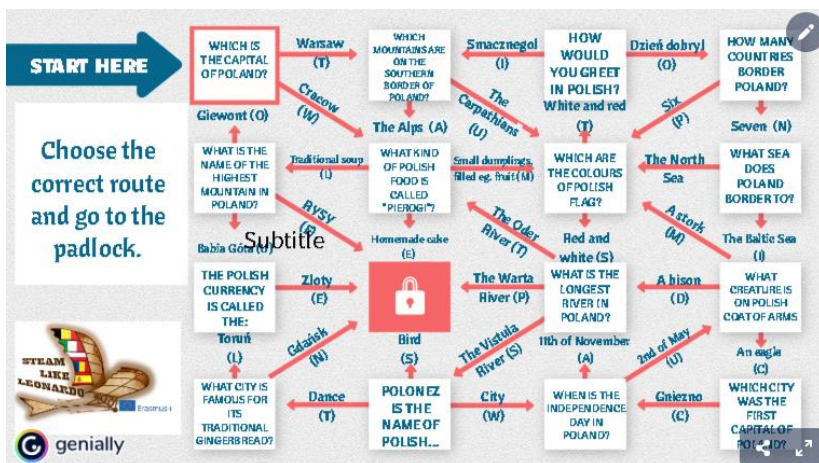 START HERE
Choose the
correct route
and go to the
padlock.
WHICH IS
THE CAPITAL
OF POLAND?
Warsaw
(T)
WHICH
MOUNTAINS ARE
ON THE
SOUTHERN
BORDER OF
POLAND?
Smacznego!
(I)
HOW
WOULD
YOU GREET
IN POLISH?
Dzień dobry!
(O)
HOW MANY
COUNTRIES
BORDER
POLAND?
Cracow
(W)
The
Carpathians
(U)
White and red
(T)
Six
(P)
Giewont (O)
The Alps (A)
Seven (N)
WHAT IS THE
NAME OF THE
HIGHEST
MOUNTAIN IN
POLAND?
Traditional soup
(L)
WHAT KIND
OF POLISH
FOOD IS
CALLED
"PIEROGI"?
Small dumplings,
filled eg. fruit (M)
WHICH ARE
THE COLOURS
OF POLISH
FLAG?
The North
Sea
WHAT SEA
DOES
POLAND
BORDER TO?
RYSY
The Oder
River (T)
A stork
(M)
Babia Góra
Subtitle
Homemade cake
(E)
Red and
white (S)
The Baltic Sea
(I)
THE POLISH
CURRENCY
IS CALLED
THE:
Zloty
(E)
The Warta
River (P)
WHAT IS THE
LONGEST
RIVER IN
POLAND?
A bison
(D)
WHAT
CREATURE IS
ON POLISH
COAT OF ARMS
Toruń
(L)
Gdańsk
(N)
Bird
(S)
The Vistula
River (S)
11th of November
(A)
2nd of May
(U)
An eagle
(C)
WHAT CITY IS
FAMOUS FOR
ITS
TRADITIONAL
GINGERBREAD?
Dance
(T)
POLONEZ
IS THE
NAME OF
POLISH...
City
(W)
WHEN IS THE
INDEPENDENCE
DAY IN
POLAND?
Gniezno
(C)
WHICH CITY
WAS THE
FIRST
CAPITAL OF
POLAND?
STEAM
LIKE
LEONARDO
Erasmus+
genially